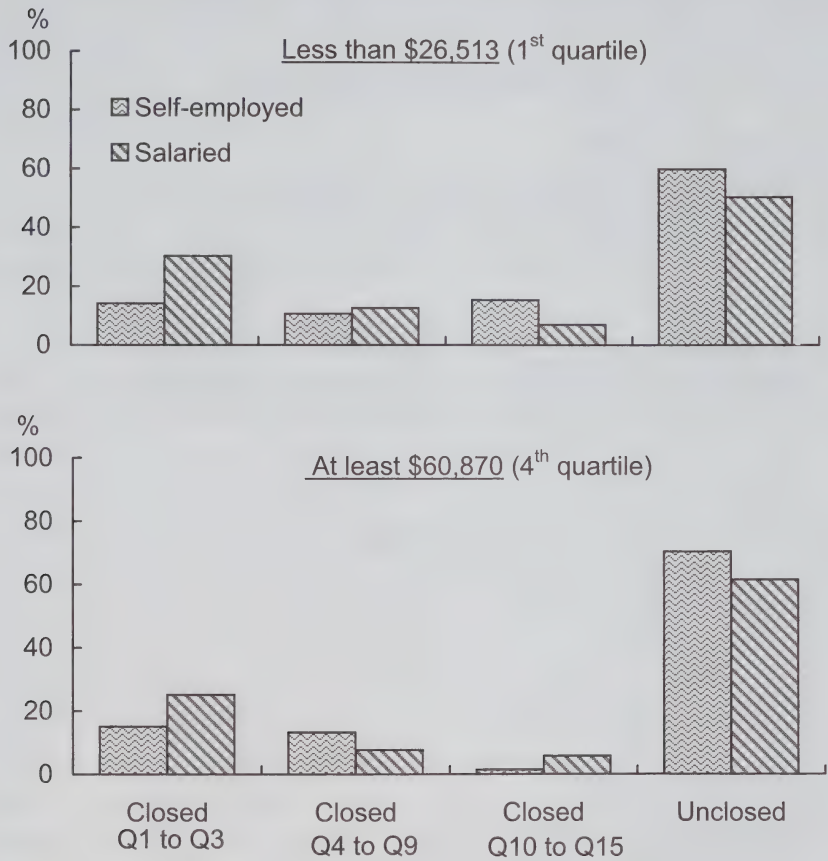 %
100
Less than $26,513 (1st quartile)
80
Self-employed
Salaried
60
40
20
0
%
100
At least $60,870 (4th quartile)
80
60
40
20
0
Closed
Q1 to Q3
Closed
Q4 to Q9
Closed
Q10 to Q15
Unclosed